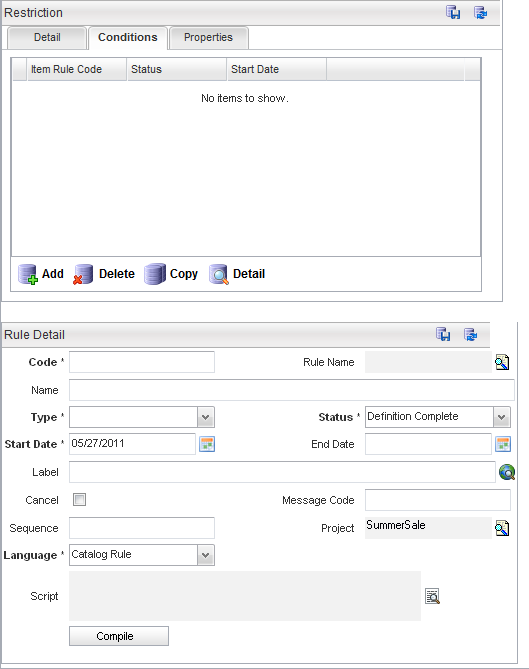 Restriction
Detail Conditions Properties
Item Rule Code Status Start Date
No items to show.
Add Delete Copy Detail
Rule Detail
Code * Rule Name
Name
Type * Status * Definition Complete
Start Date * 05/27/2011 End Date
Label
Cancel Message Code
Sequence Project SummerSale
Language * Catalog Rule
Script
Compile